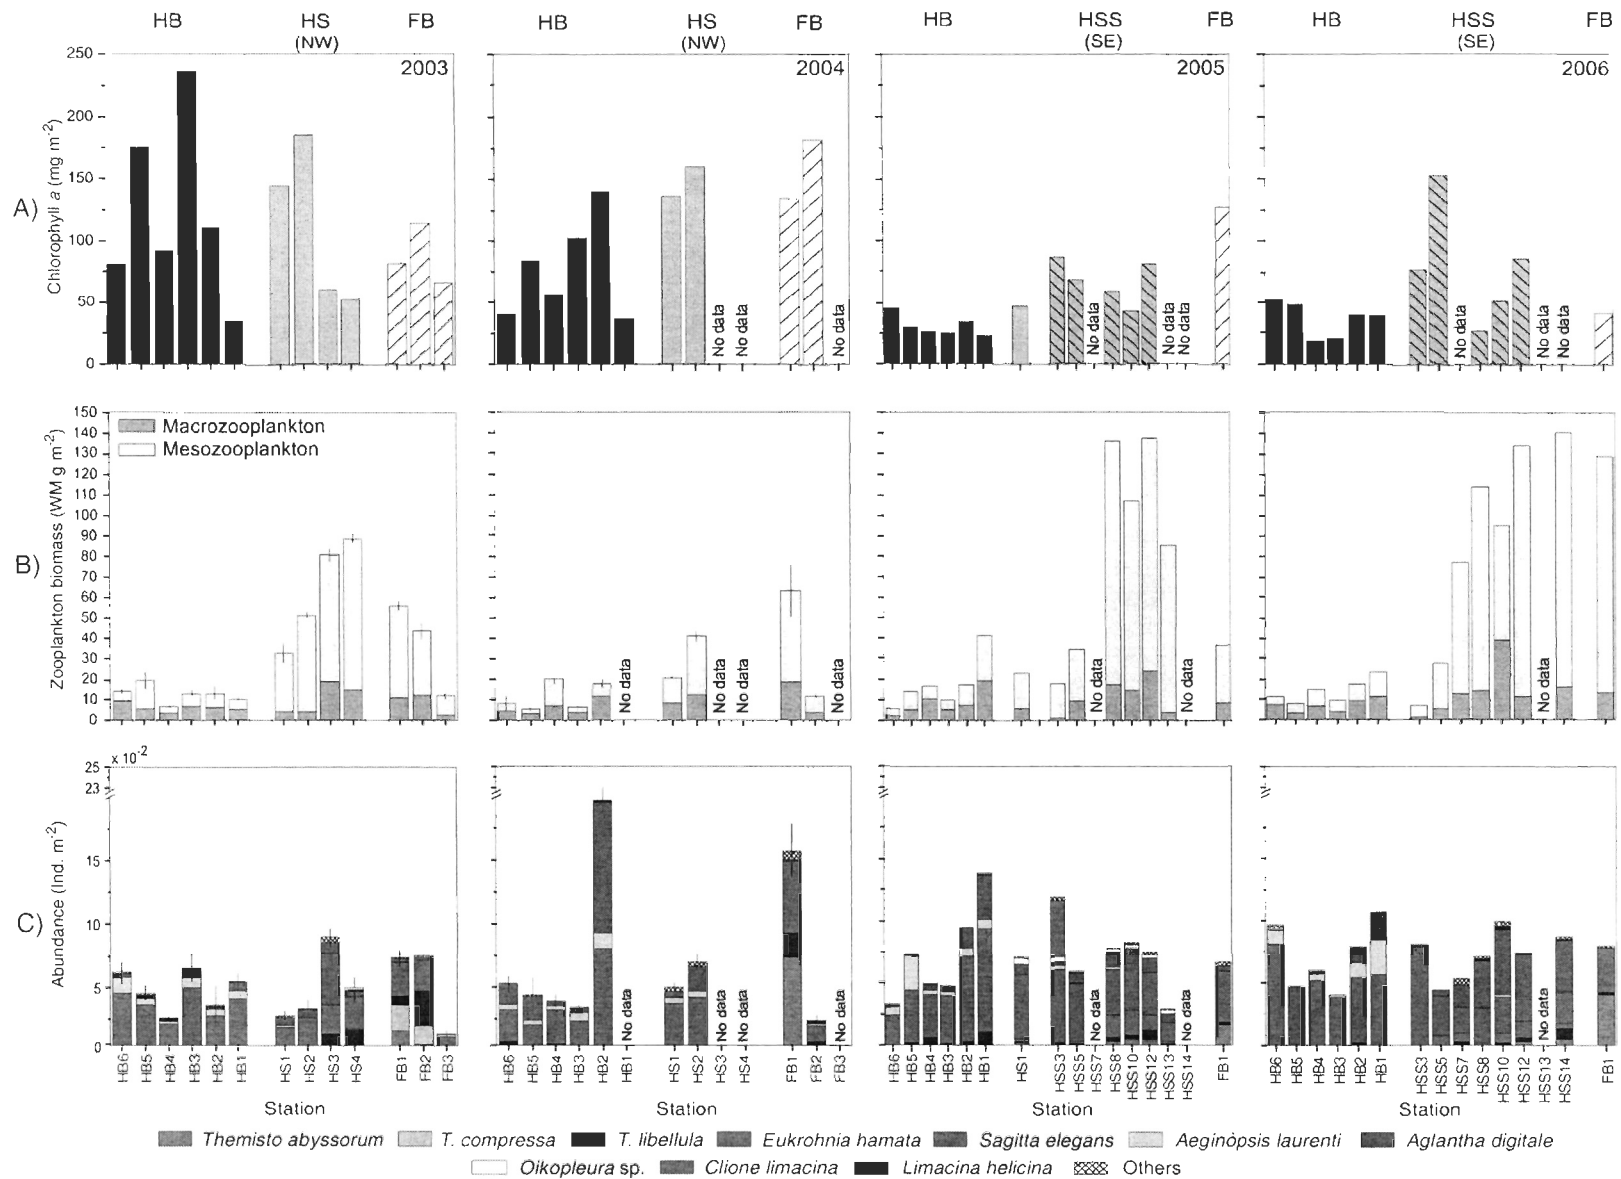 HB HS FB HB HS FB HB HSS FB HB HSS FB
(NW) (NW) (SE) (SE)
A)
Chlorophyll a (mg m-2)
250
200
150
100
50
0
2003
2004
No data
No data
No data
2005
No data
No data
No data
2006
No data
No data
No data
B)
Zooplankton biomass (WM g m-2)
150
140
130
120
110
100
90
80
70
60
50
40
30
20
10
0
Macrozooplankton
Mesozooplankton
No data
No data
No data
No data
No data
No data
No data
C)
Abundance (Ind. m-2)
x 10-2
25
23
15
10
5
0
No data
No data
No data
No data
No data
No data
No data
HB6 HB5 HB4 HB3 HB2 HB1 HS1 HS2 HS3 HS4 FB1 FB2 FB3
HB6 HB5 HB4 HB3 HB2 HB1 HS1 HS2 HS3 HS4 FB1 FB2 FB3
HB6 HB5 HB4 HB3 HB2 HB1 HS1 HSS3 HSS5 HSS7 HSS8 HSS10 HSS12 HSS13 HSS14 FB1
HB6 HB5 HB4 HB3 HB2 HB1 HSS3 HSS5 HSS7 HSS8 HSS10 HSS12 HSS13 HSS14 FB1
Station Station Station Station
Themisto abyssorum T. compressa T. libellula Eukrohnia hamata Sagitta elegans Aeginopsis laurenti Aglantha digitale
Oikopleura sp. Clione limacina Limacina helicina Others